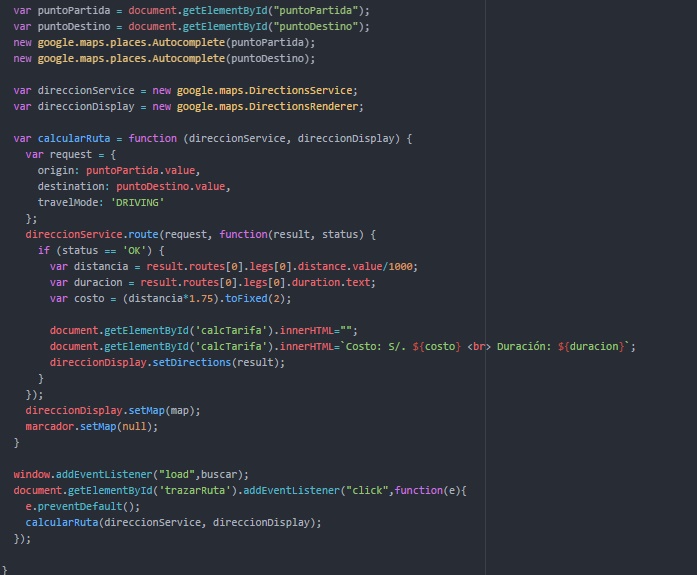 var puntoPartida = document.getElementById("puntoPartida");
var puntoDestino = document.getElementById("puntoDestino");
new google.maps.places.Autocomplete(puntoPartida);
new google.maps.places.Autocomplete(puntoDestino);
var direccionService = new google.maps.DirectionsService;
var direccionDisplay = new google.maps.DirectionsRenderer;
var calcularRuta = function (direccionService, direccionDisplay) {
var request = {
origin: puntoPartida.value,
destination: puntoDestino.value,
travelMode: 'DRIVING'
};
direccionService.route(request, function(result, status) {
if (status == 'OK') {
var distancia = result.routes[0].legs[0].distance.value/1000;
var duracion = result.routes[0].legs[0].duration.text;
var costo = (distancia*1.75).toFixed(2);
document.getElementById('calcTarifa').innerHTML="";
document.getElementById('calcTarifa').innerHTML=`Costo: S/. ${costo} <br> Duración: ${duracion}`;
direccionDisplay.setDirections(result);
}
});
direccionDisplay.setMap(map);
marcador.setMap(null);
}
window.addEventListener("load",buscar);
document.getElementById('trazarRuta').addEventListener("click",function(e){
e.preventDefault();
calcularRuta(direccionService, direccionDisplay);
});
}